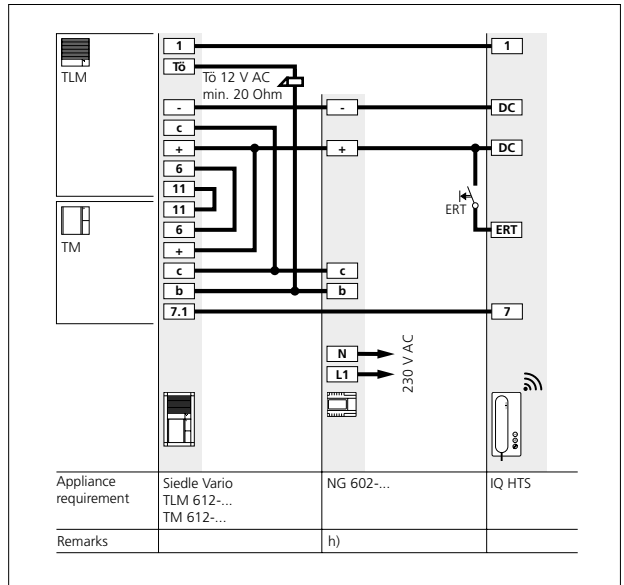 1 1
TLM
Tö
Tö 12 V AC
min. 20 Ohm
- - DC
c
+ + DC
6
11
ERT
11
6 ERT
TM
+
c c
b b
7.1 7
N
L1
230 V AC
Appliance
requirement
Siedle Vario
TLM 612-...
TM 612-...
NG 602-...
IQ HTS
Remarks
h)